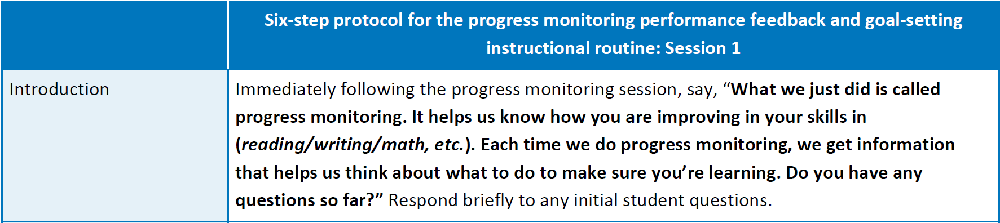 Six-step protocol for the progress monitoring performance feedback and goal-setting
instructional routine: Session 1
Introduction
Immediately following the progress monitoring session, say, “What we just did is called
progress monitoring. It helps us know how you are improving in your skills in
(reading/writing/math, etc.). Each time we do progress monitoring, we get information
that helps us think about what to do to make sure you’re learning. Do you have any
questions so far?” Respond briefly to any initial student questions.